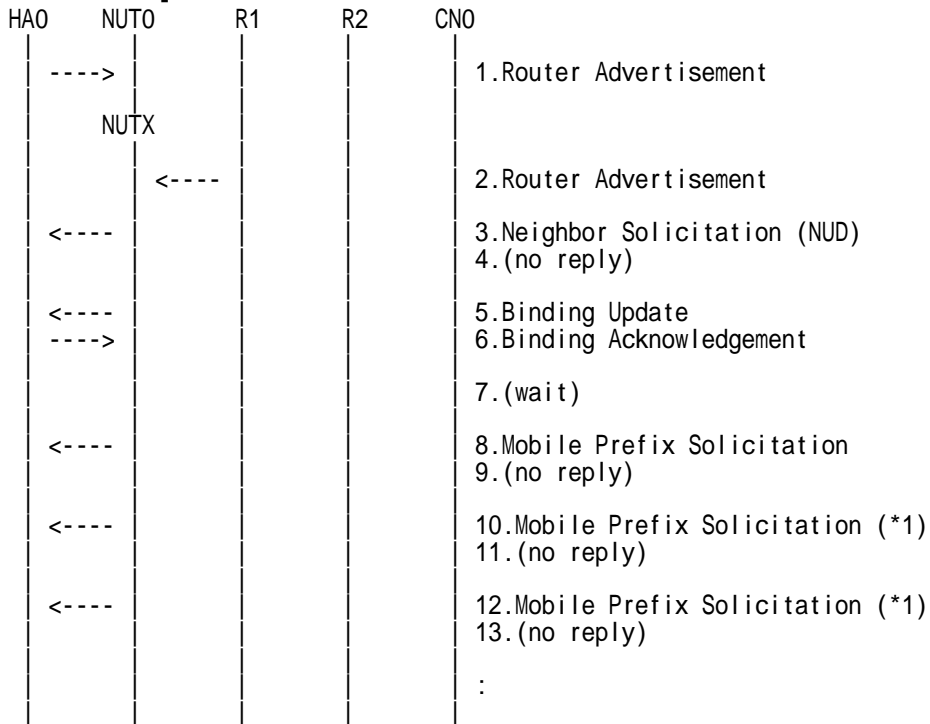 HA0 NUT0 R1 R2 CN0
----> 1.Router Advertisement
NUTX
<---- 2.Router Advertisement
<---- 3.Neighbor Solicitation (NUD)
4.(no reply)
<---- 5.Binding Update
----> 6.Binding Acknowledgement
7.(wait)
<---- 8.Mobile Prefix Solicitation
9.(no reply)
<---- 10.Mobile Prefix Solicitation (*1)
11.(no reply)
<---- 12.Mobile Prefix Solicitation (*1)
13.(no reply)
: